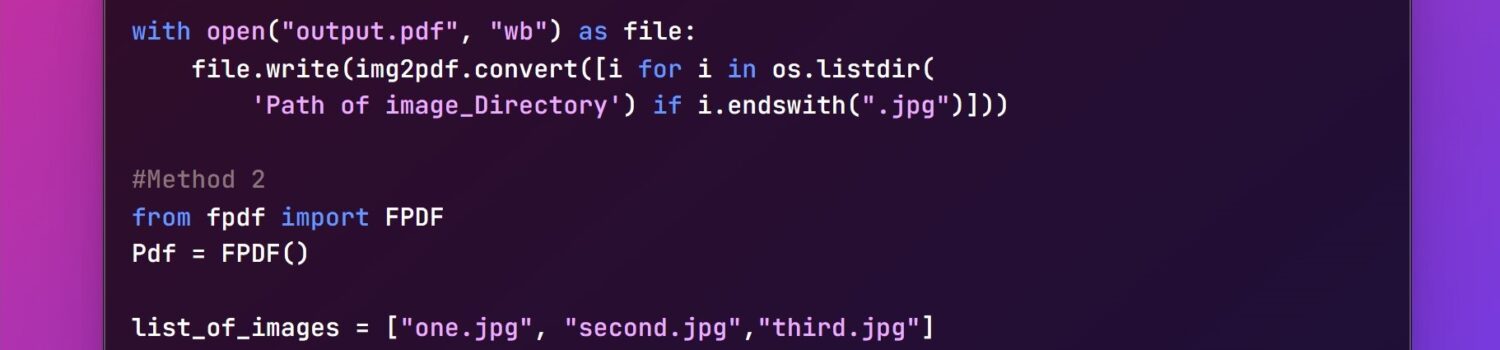 with open("output.pdf", "wb") as file:
    file.write(img2pdf.convert([i for i in os.listdir(
        'Path of image_Directory') if i.endswith(".jpg")]))
#Method 2
from fpdf import FPDF
Pdf = FPDF()
list_of_images = ["one.jpg", "second.jpg","third.jpg"]